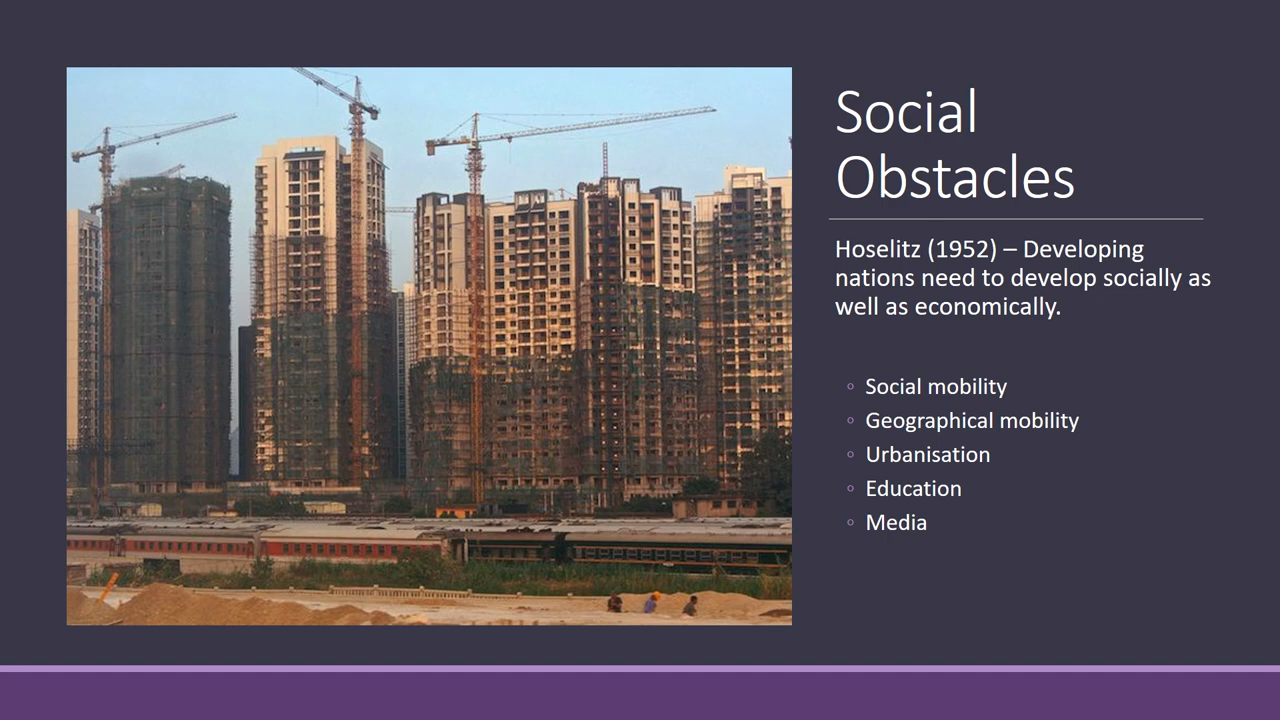 Social
Obstacles
Hoselitz (1952) – Developing
nations need to develop socially as
well as economically.
Social mobility
Geographical mobility
Urbanisation
Education
Media